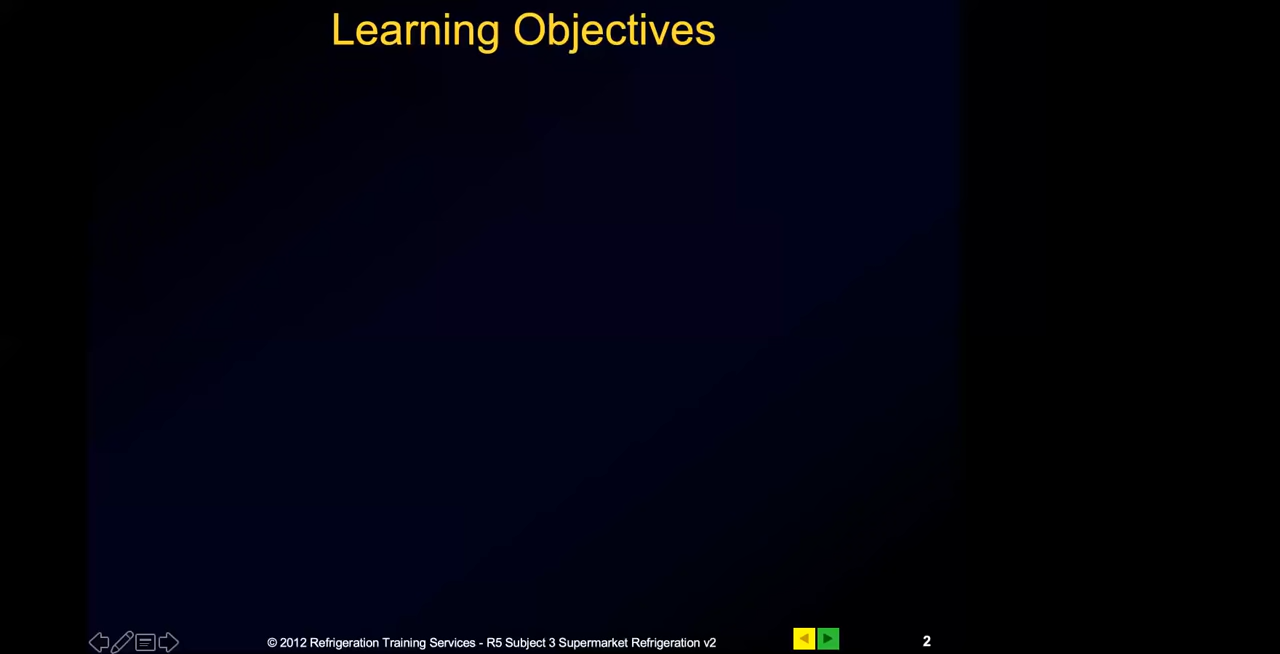 Learning Objectives
© 2012 Refrigeration Training Services - R5 Subject 3 Supermarket Refrigeration v2
2